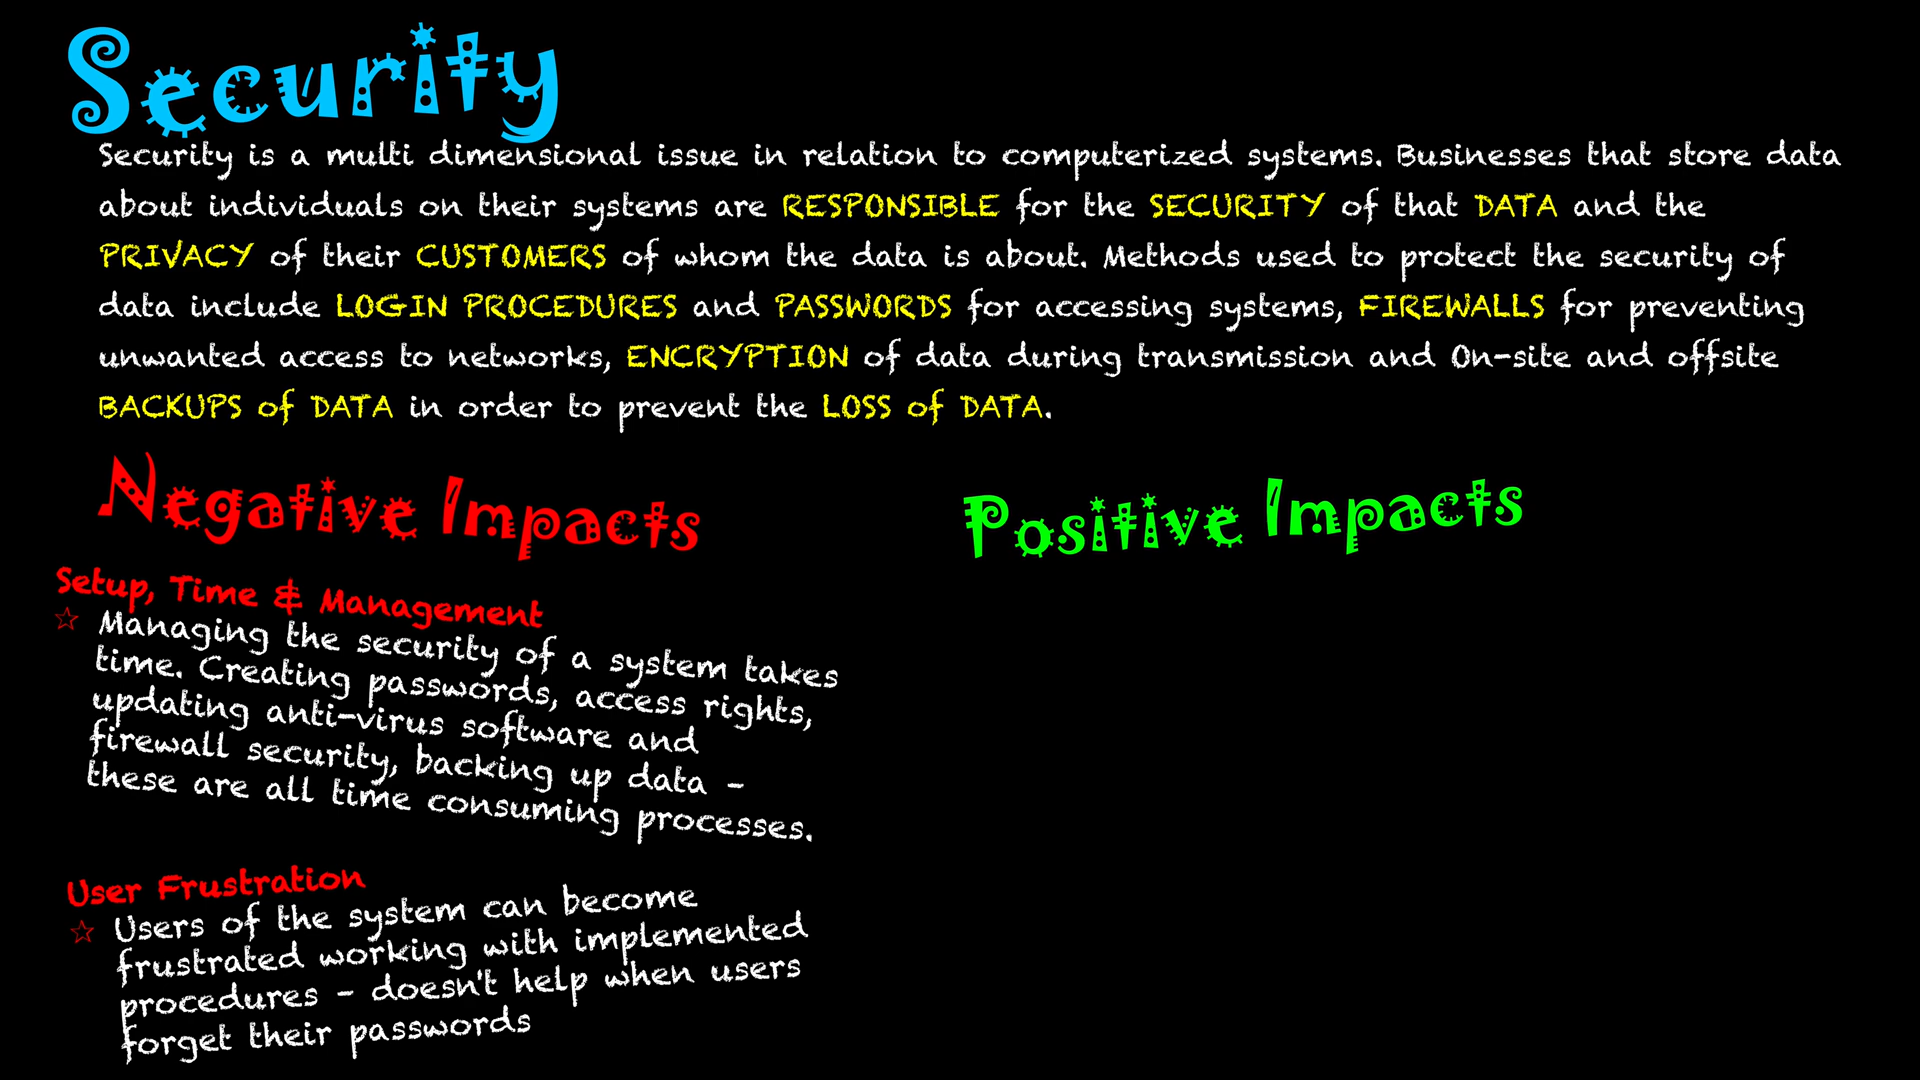 Security
Security is a multi dimensional issue in relation to computerized systems. Businesses that store data
about individuals on their systems are RESPONSIBLE for the SECURITY of that DATA and the
PRIVACY of their CUSTOMERS of whom the data is about. Methods used to protect the security of
data include LOGIN PROCEDURES and PASSWORDS for accessing systems, FIREWALLS for preventing
unwanted access to networks, ENCRYPTION of data during transmission and On-site and offsite
BACKUPS of DATA in order to prevent the LOSS of DATA.
Negative Impacts
Setup, Time & Management
☆ Managing the security of a system takes
time. Creating passwords, access rights,
updating anti-virus software and
firewall security, backing up data -
these are all time consuming processes.
User Frustration
☆ Users of the system can become
frustrated working with implemented
procedures - doesn't help when users
forget their passwords
Positive Impacts